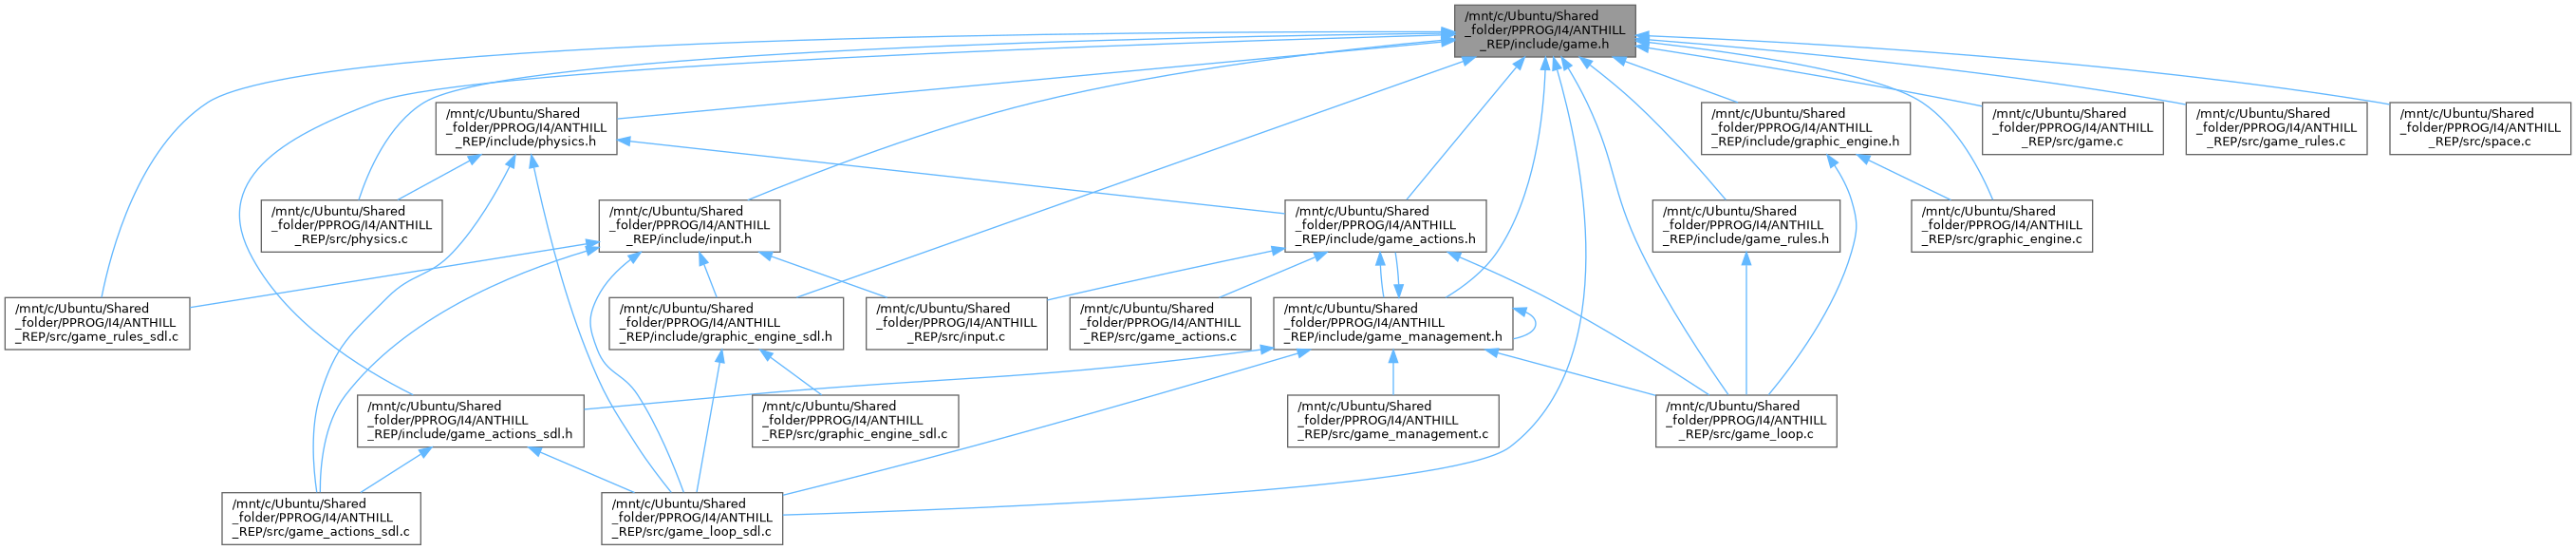 /mnt/c/Ubuntu/Shared
_folder/PPROG/I4/ANTHILL
_REP/include/game.h
/mnt/c/Ubuntu/Shared
_folder/PPROG/I4/ANTHILL
_REP/include/physics.h
/mnt/c/Ubuntu/Shared
_folder/PPROG/I4/ANTHILL
_REP/include/graphic_engine.h
/mnt/c/Ubuntu/Shared
_folder/PPROG/I4/ANTHILL
_REP/src/game.c
/mnt/c/Ubuntu/Shared
_folder/PPROG/I4/ANTHILL
_REP/src/game_rules.c
/mnt/c/Ubuntu/Shared
_folder/PPROG/I4/ANTHILL
_REP/src/space.c
/mnt/c/Ubuntu/Shared
_folder/PPROG/I4/ANTHILL
_REP/src/physics.c
/mnt/c/Ubuntu/Shared
_folder/PPROG/I4/ANTHILL
_REP/include/input.h
/mnt/c/Ubuntu/Shared
_folder/PPROG/I4/ANTHILL
_REP/include/game_actions.h
/mnt/c/Ubuntu/Shared
_folder/PPROG/I4/ANTHILL
_REP/include/game_rules.h
/mnt/c/Ubuntu/Shared
_folder/PPROG/I4/ANTHILL
_REP/src/graphic_engine.c
/mnt/c/Ubuntu/Shared
_folder/PPROG/I4/ANTHILL
_REP/src/game_rules_sdl.c
/mnt/c/Ubuntu/Shared
_folder/PPROG/I4/ANTHILL
_REP/include/graphic_engine_sdl.h
/mnt/c/Ubuntu/Shared
_folder/PPROG/I4/ANTHILL
_REP/src/input.c
/mnt/c/Ubuntu/Shared
_folder/PPROG/I4/ANTHILL
_REP/src/game_actions.c
/mnt/c/Ubuntu/Shared
_folder/PPROG/I4/ANTHILL
_REP/include/game_management.h
/mnt/c/Ubuntu/Shared
_folder/PPROG/I4/ANTHILL
_REP/include/game_actions_sdl.h
/mnt/c/Ubuntu/Shared
_folder/PPROG/I4/ANTHILL
_REP/src/graphic_engine_sdl.c
/mnt/c/Ubuntu/Shared
_folder/PPROG/I4/ANTHILL
_REP/src/game_management.c
/mnt/c/Ubuntu/Shared
_folder/PPROG/I4/ANTHILL
_REP/src/game_loop.c
/mnt/c/Ubuntu/Shared
_folder/PPROG/I4/ANTHILL
_REP/src/game_actions_sdl.c
/mnt/c/Ubuntu/Shared
_folder/PPROG/I4/ANTHILL
_REP/src/game_loop_sdl.c